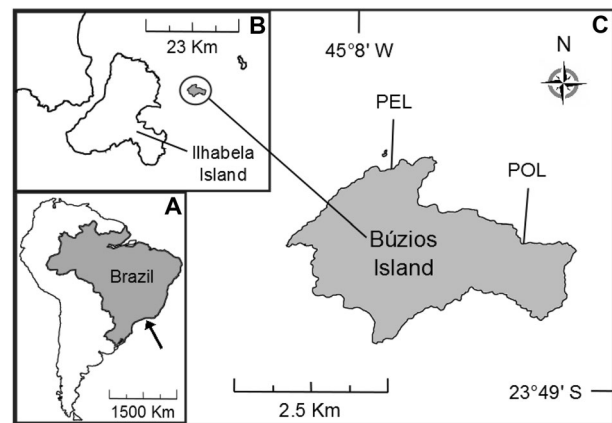 B
23 Km
Ilhabela
Island
A
Brazil
1500 Km
C
45°8' W
N
PEL
POL
Búzios
Island
2.5 Km
23°49' S